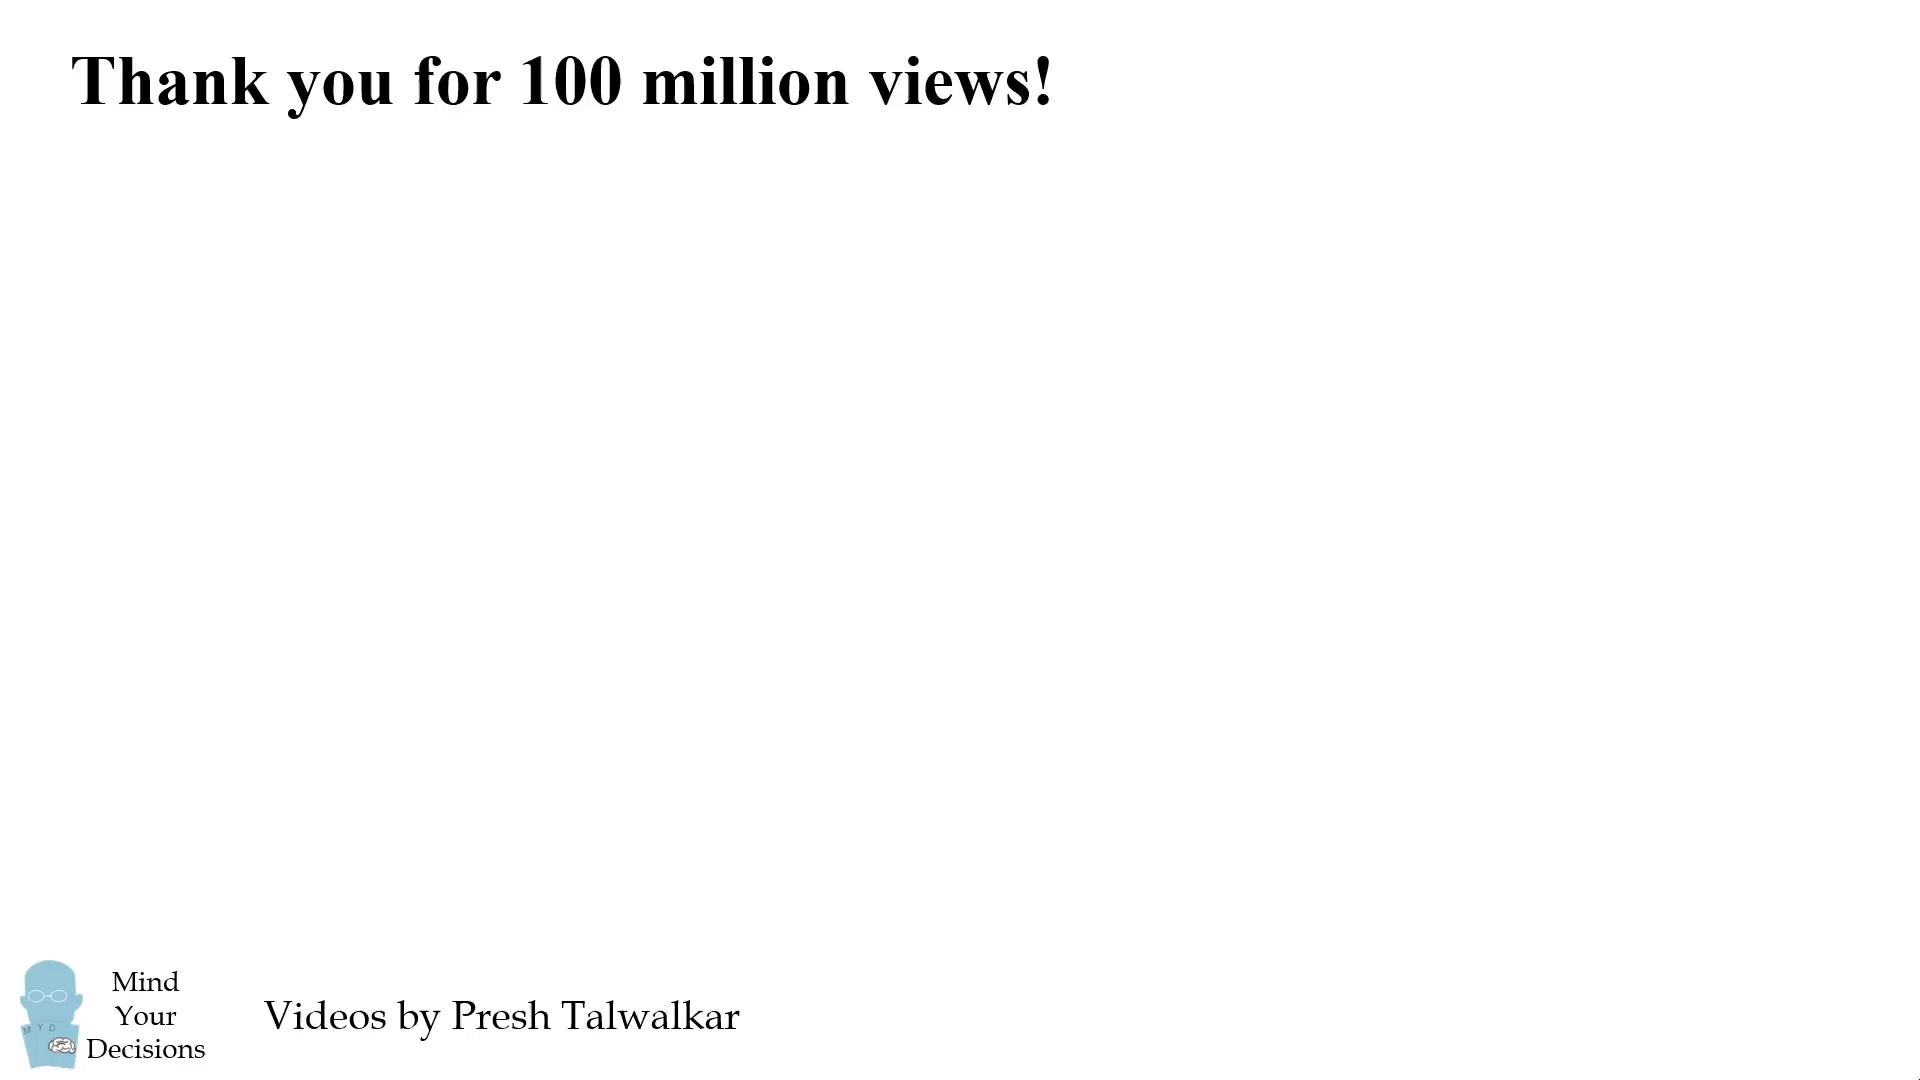 Thank you for 100 million views!
Mind
Your
Decisions
M Y D
Videos by Presh Talwalkar